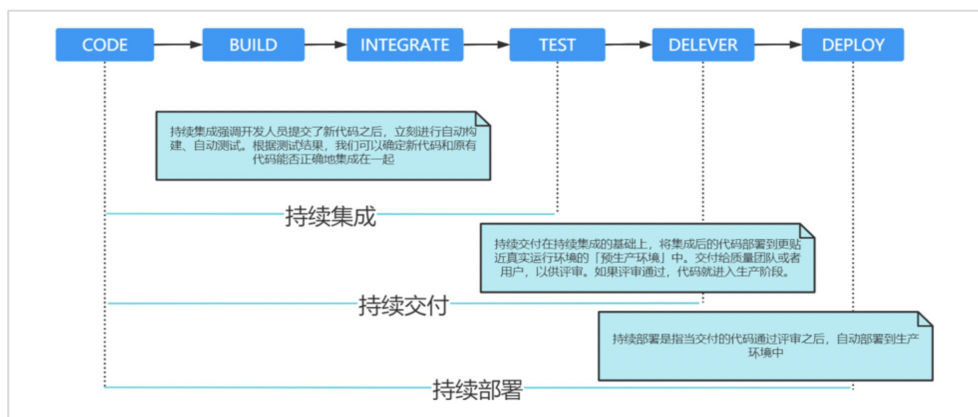 CODE
BUILD
INTEGRATE
TEST
DELEVER
DEPLOY
持续集成强调开发人员提交了新代码之后，立刻进行自动构
建、自动测试。根据测试结果，我们可以确定新代码和原有
代码能否正确地集成在一起
持续集成
持续交付在持续集成的基础上，将集成后的代码部署到更贴
近真实运行环境的「预生产环境」中。交付给质量团队或者
用户，以供评审。如果评审通过，代码就进入生产阶段。
持续交付
持续部署是指当交付的代码通过评审之后，自动部署到生产
环境中
持续部署